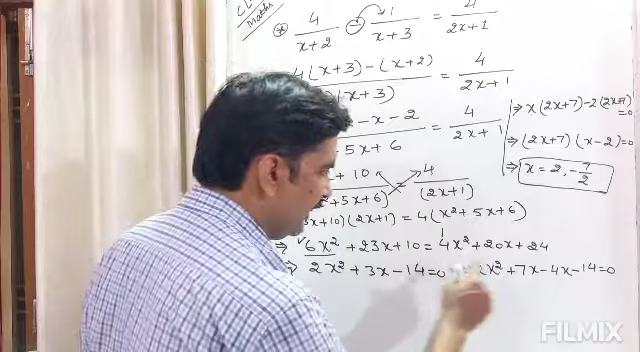 CL
Maths
* 4/(x+2) − 1/(x+3) = 4/(2x+1)
4(x+3) − (x+2) / (x+3) = 4/(2x+1)
− x − 2 / 5x + 6 = 4/(2x+1)
+ 10 / x² + 5x + 6 = 4/(2x+1)
3x+10)(2x+1) = 4(x² + 5x + 6)
⇒ 6x² + 23x + 10 = 4x² + 20x + 24
⇒ 2x² + 3x − 14 = 0 x² + 7x − 4x − 14 = 0
⇒ x(2x+7) − 2(2x+7) = 0
⇒ (2x+7)(x−2) = 0
⇒ x = 2, −7/2
FILMIX